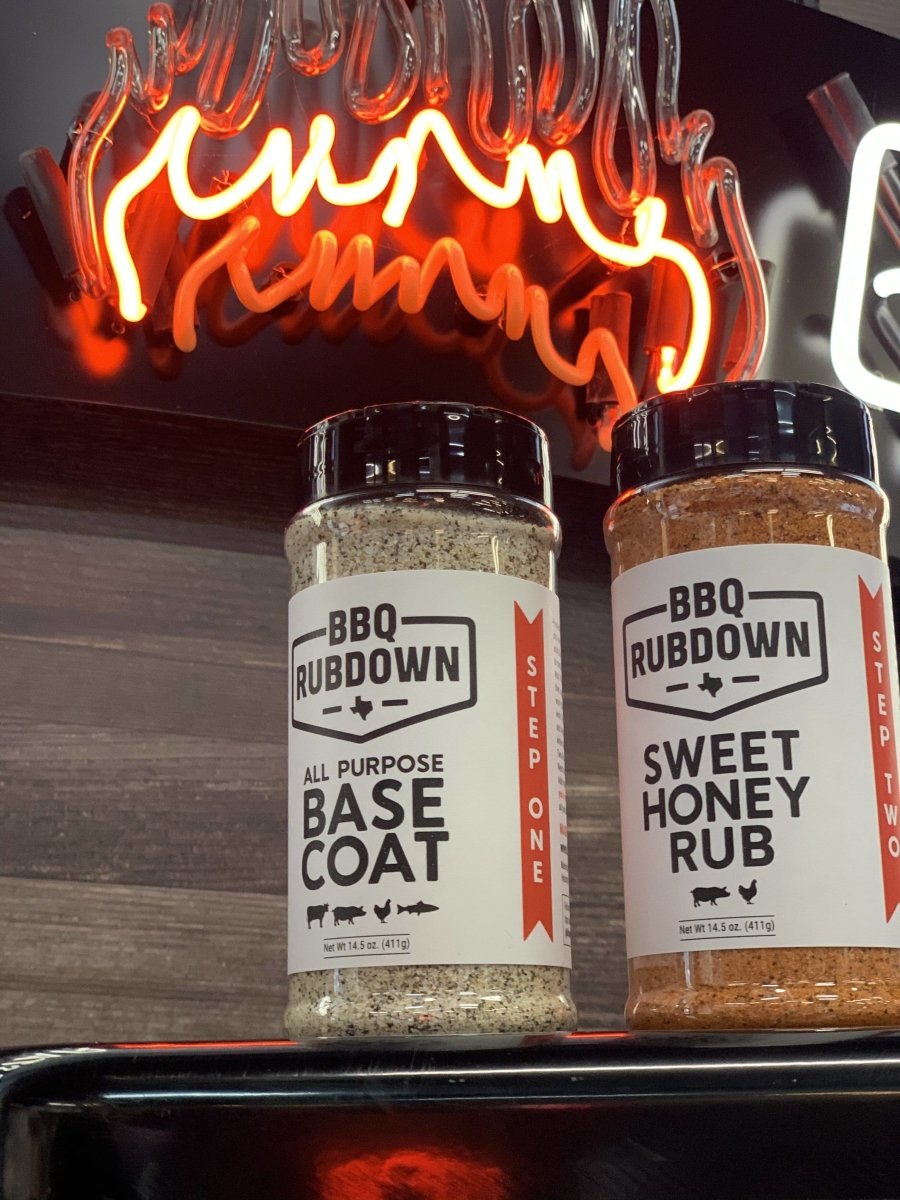 BBQ
RUBDOWN
ALL PURPOSE
BASE
COAT
Net Wt 14.5 oz. (411g)
STEP ONE
BBQ
RUBDOWN
SWEET
HONEY
RUB
Net Wt 14.5 oz. (411g)
STEP TWO